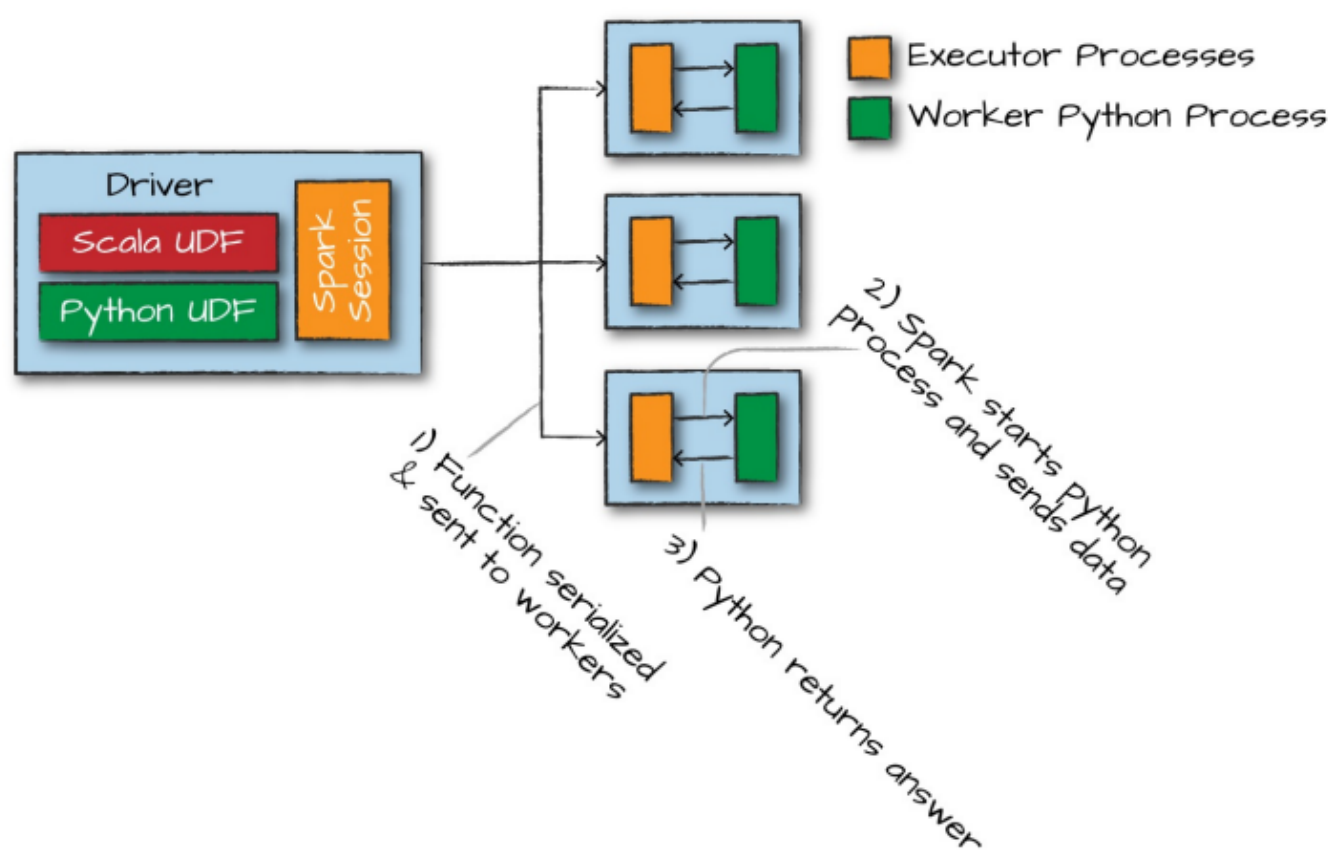 Executor Processes
Worker Python Process
Driver
Scala UDF
Python UDF
Spark
Session
1) Function serialized
& sent to workers
2) Spark starts Python
process and sends data
3) Python returns answer